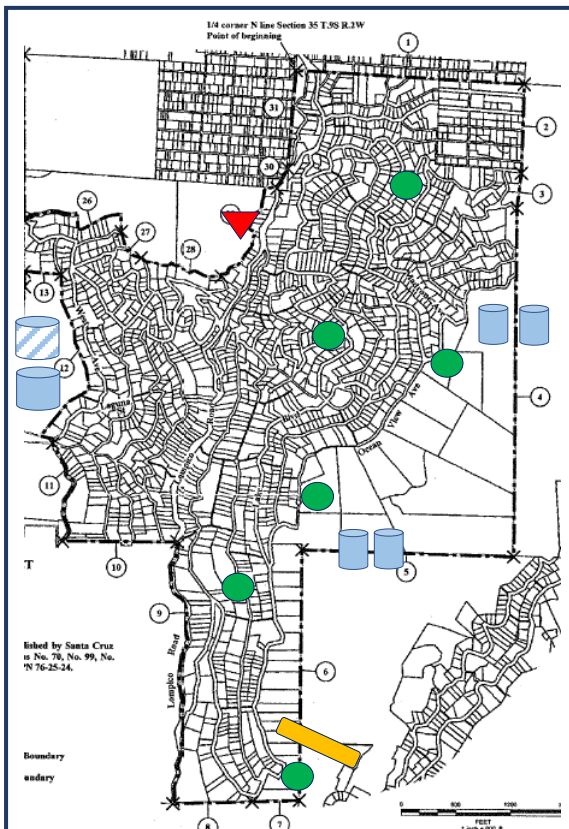 1/4 corner N line Section 35 T.9S R.2W
Point of beginning
1
31
2
30
3
26
27
28
13
12
4
Laguna
Blvd
View Ave
Ocean
Lompico
11
10
5
T
9
lished by Santa Cruz
s No. 70, No. 99, No.
N 76-25-24.
Lompico Road
6
Boundary
undary
8
7
0
600
1200
FEET